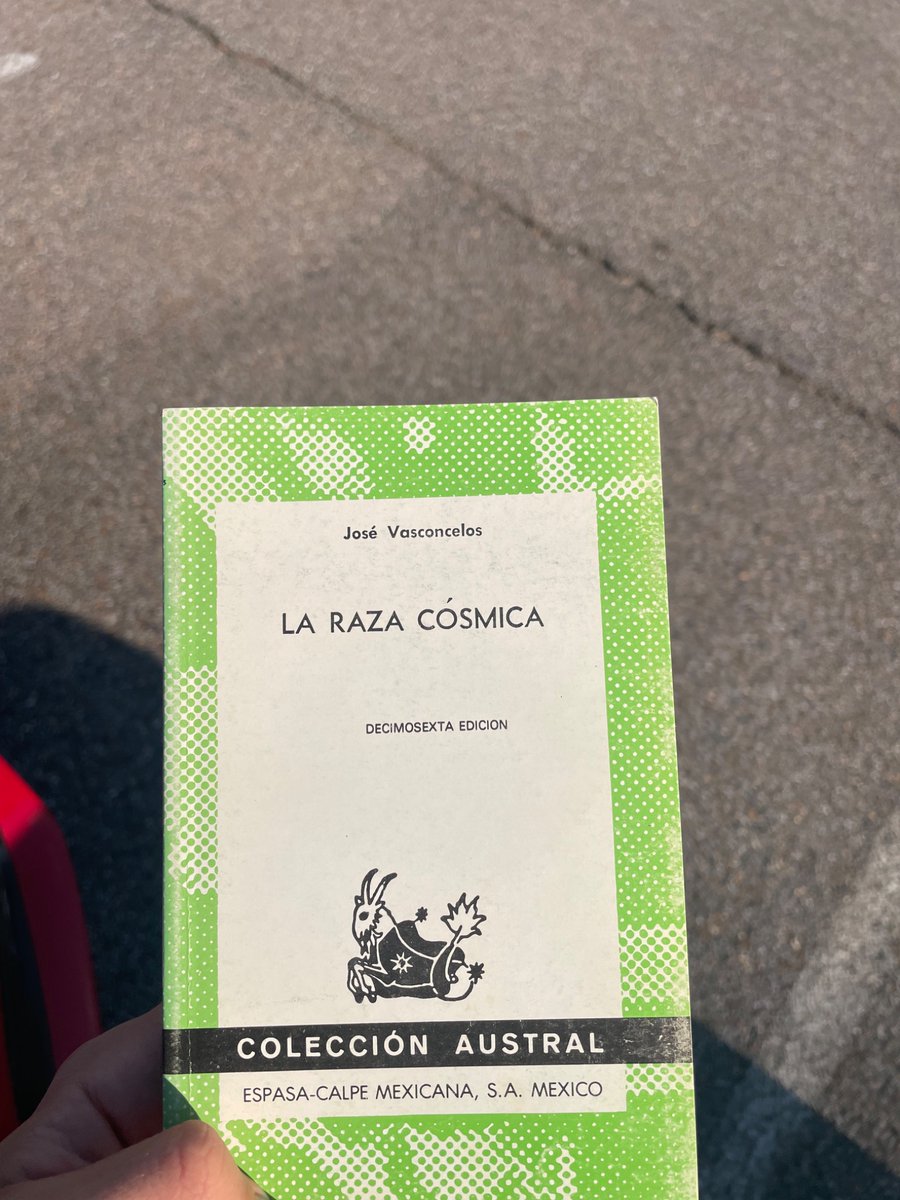 José Vasconcelos
LA RAZA CÓSMICA
DECIMOSEXTA EDICION
COLECCIÓN AUSTRAL
ESPASA-CALPE MEXICANA, S.A. MEXICO